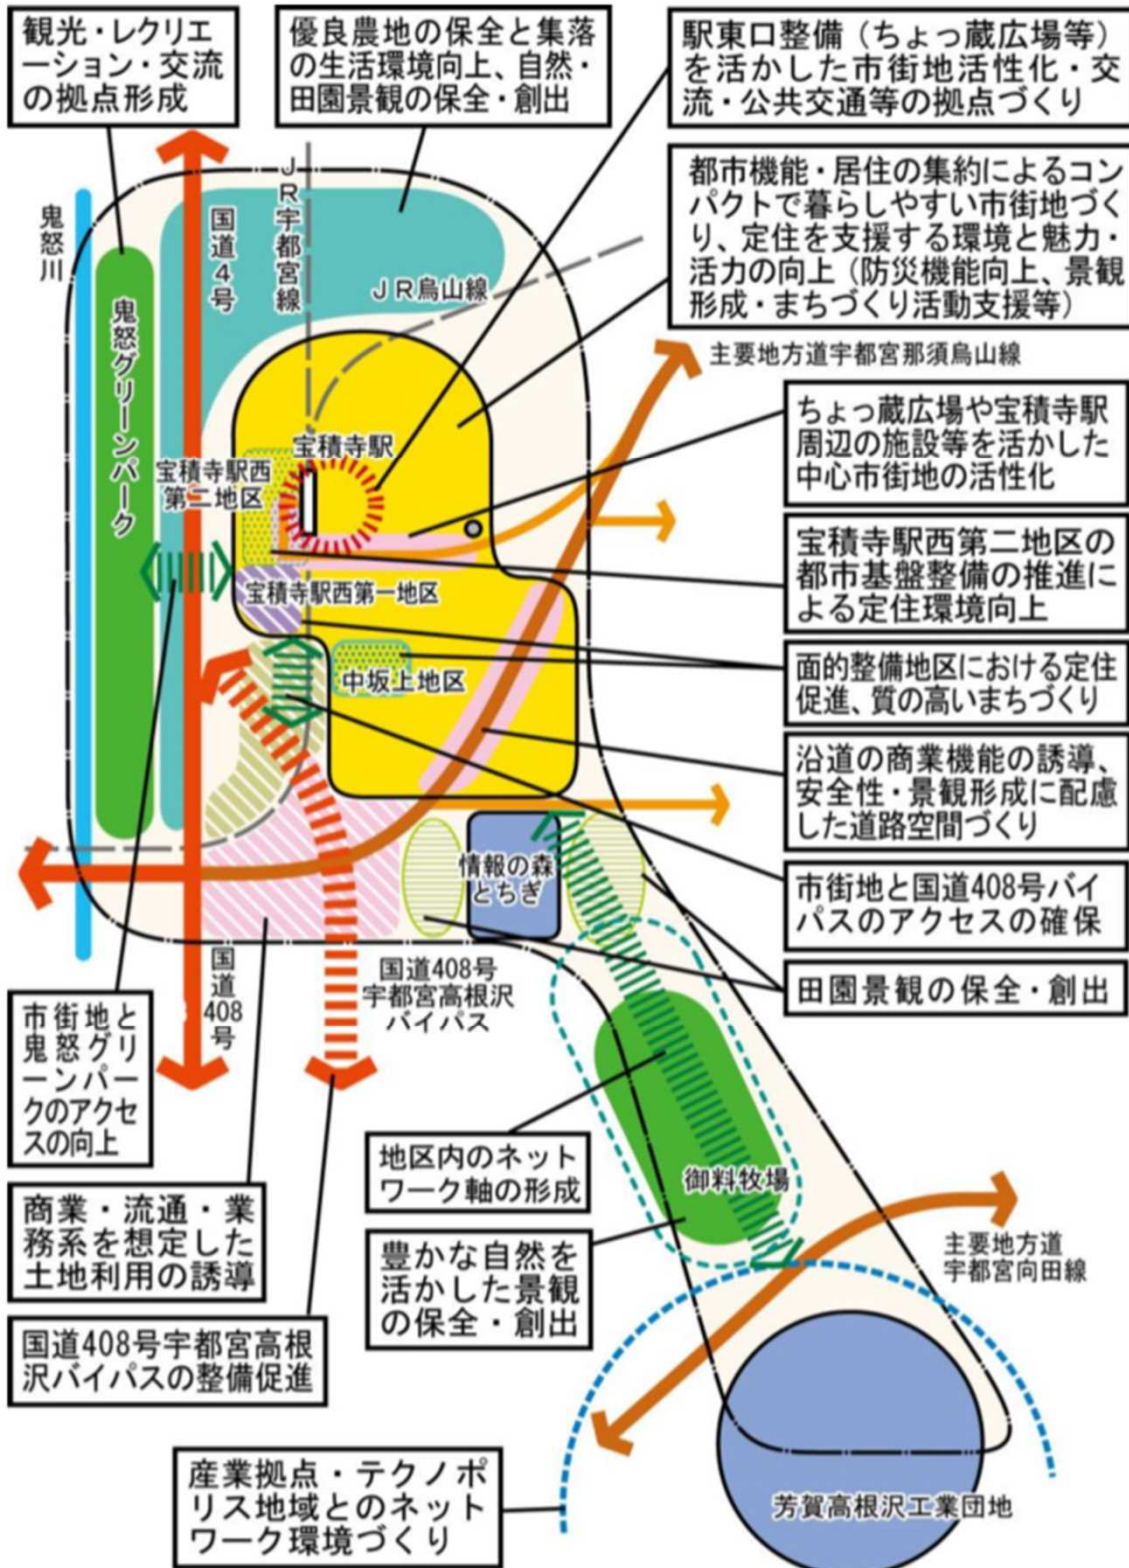 観光・レクリエ
ーション・交流
の拠点形成
優良農地の保全と集落
の生活環境向上、自然・
田園景観の保全・創出
駅東口整備（ちょっ蔵広場等）
を活かした市街地活性化・交
流・公共交通等の拠点づくり
都市機能・居住の集約によるコン
パクトで暮らしやすい市街地づく
り、定住を支援する環境と魅力・
活力の向上（防災機能向上、景観
形成・まちづくり活動支援等）
鬼怒川
国道4号
JR宇都宮線
JR烏山線
鬼怒グリーンパーク
主要地方道宇都宮那須烏山線
ちょっ蔵広場や宝積寺駅
周辺の施設等を活かした
中心市街地の活性化
宝積寺駅
宝積寺駅西
第二地区
宝積寺駅西第二地区の
都市基盤整備の推進に
よる定住環境向上
宝積寺駅西第一地区
面的整備地区における定住
促進、質の高いまちづくり
中坂上地区
沿道の商業機能の誘導、
安全性・景観形成に配慮
した道路空間づくり
情報の森
とちぎ
市街地と国道408号バイ
パスのアクセスの確保
田園景観の保全・創出
国道408号
国道408号
宇都宮高根沢
バイパス
市街地と
鬼怒グリ
ーンパー
クのアクセ
スの向上
地区内のネット
ワーク軸の形成
御料牧場
商業・流通・業
務系を想定した
土地利用の誘導
豊かな自然を
活かした景観
の保全・創出
主要地方道
宇都宮向田線
国道408号宇都宮高根
沢バイパスの整備促進
産業拠点・テクノポ
リス地域とのネット
ワーク環境づくり
芳賀高根沢工業団地